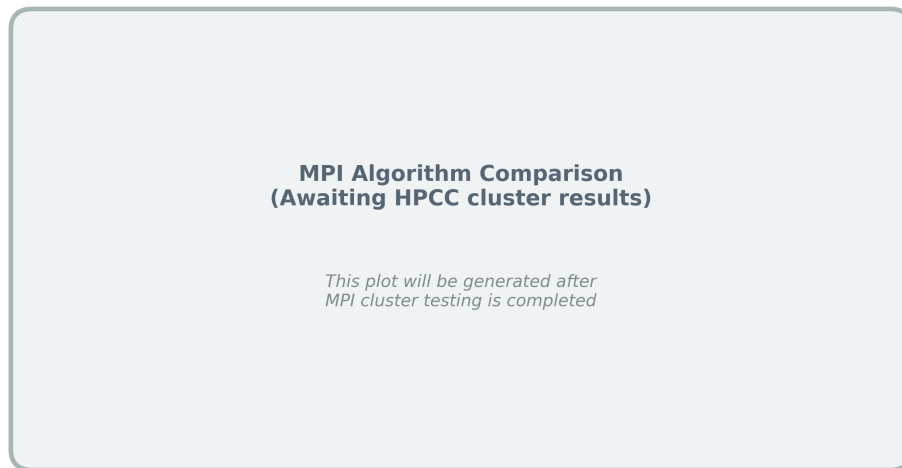 MPI Algorithm Comparison
(Awaiting HPCC cluster results)
This plot will be generated after
MPI cluster testing is completed